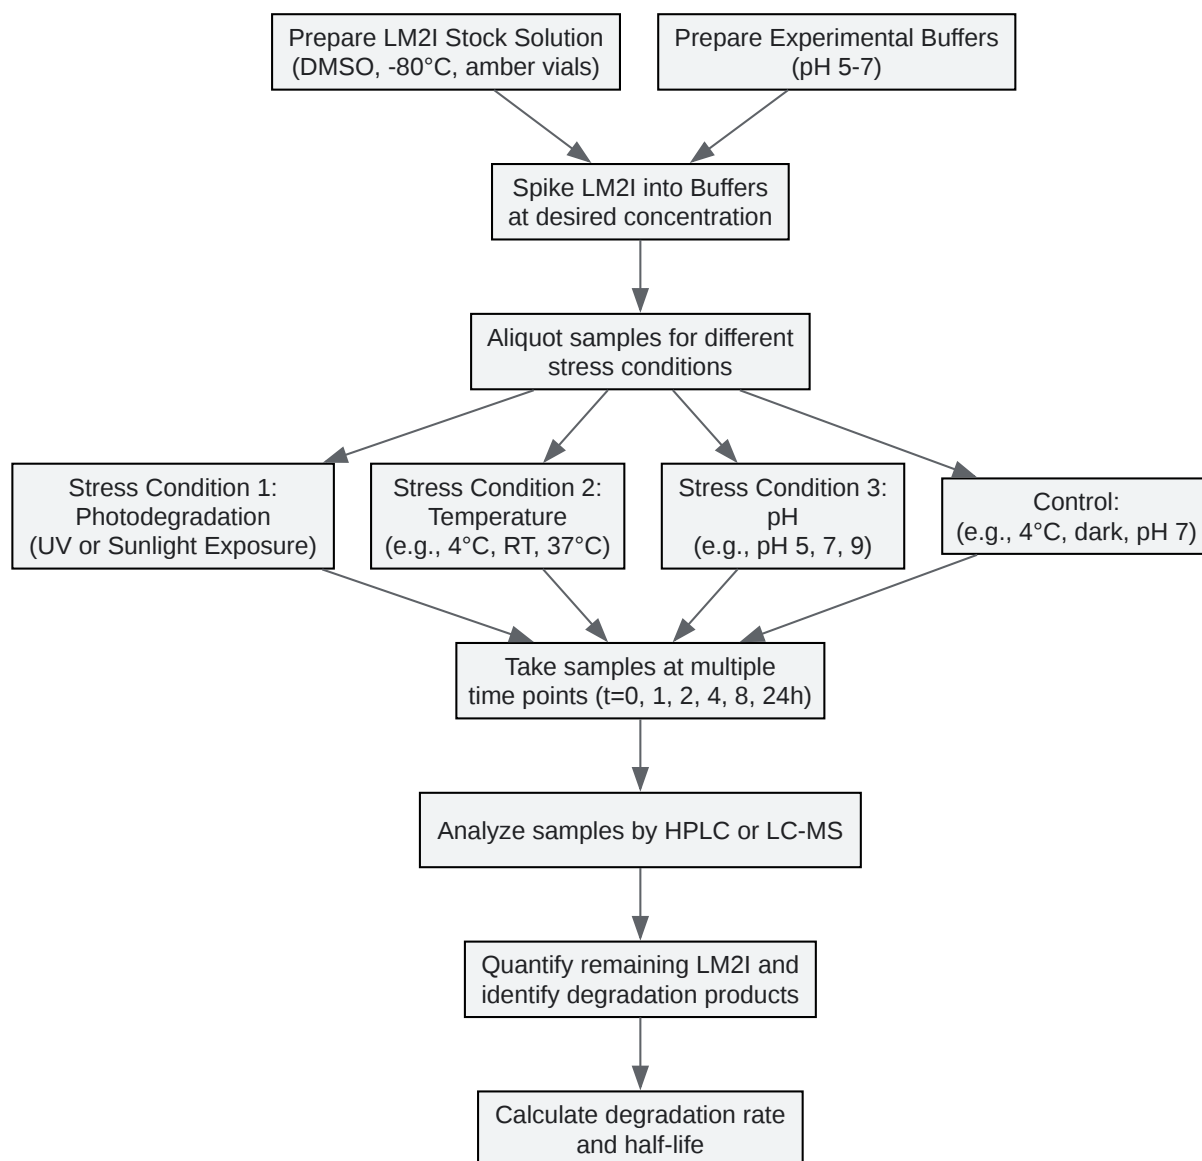 Prepare LM2I Stock Solution
(DMSO, -80°C, amber vials)
Prepare Experimental Buffers
(pH 5-7)
Spike LM2I into Buffers
at desired concentration
Aliquot samples for different
stress conditions
Stress Condition 1:
Photodegradation
(UV or Sunlight Exposure)
Stress Condition 2:
Temperature
(e.g., 4°C, RT, 37°C)
Stress Condition 3:
pH
(e.g., pH 5, 7, 9)
Control:
(e.g., 4°C, dark, pH 7)
Take samples at multiple
time points (t=0, 1, 2, 4, 8, 24h)
Analyze samples by HPLC or LC-MS
Quantify remaining LM2I and
identify degradation products
Calculate degradation rate
and half-life